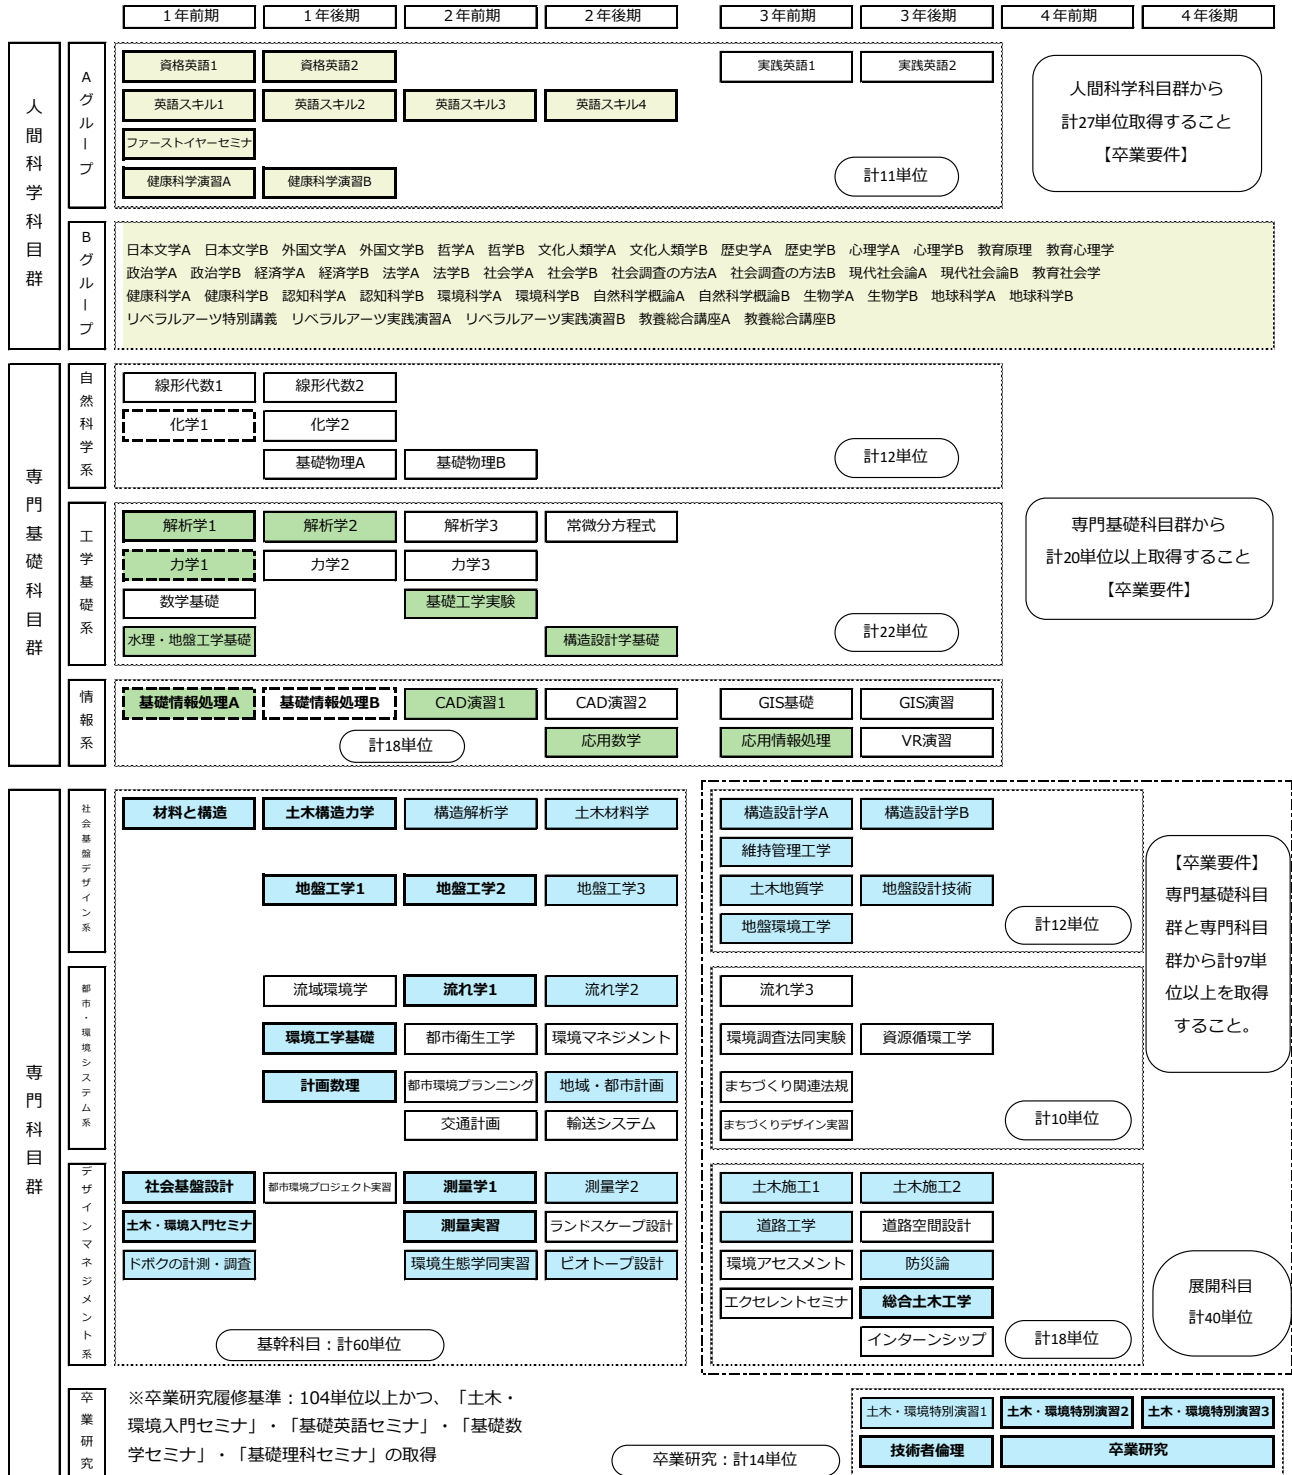 1年前期 1年後期 2年前期 2年後期 3年前期 3年後期 4年前期 4年後期
人間科学科目群
Aグループ
資格英語1 資格英語2 実践英語1 実践英語2
英語スキル1 英語スキル2 英語スキル3 英語スキル4
ファーストイヤーセミナ
健康科学演習A 健康科学演習B
計11単位
人間科学科目群から
計27単位取得すること
【卒業要件】
Bグループ
日本文学A 日本文学B 外国文学A 外国文学B 哲学A 哲学B 文化人類学A 文化人類学B 歴史学A 歴史学B 心理学A 心理学B 教育原理 教育心理学
政治学A 政治学B 経済学A 経済学B 法学A 法学B 社会学A 社会学B 社会調査の方法A 社会調査の方法B 現代社会論A 現代社会論B 教育社会学
健康科学A 健康科学B 認知科学A 認知科学B 環境科学A 環境科学B 自然科学概論A 自然科学概論B 生物学A 生物学B 地球科学A 地球科学B
リベラルアーツ特別講義 リベラルアーツ実践演習A リベラルアーツ実践演習B 教養総合講座A 教養総合講座B
専門基礎科目群
自然科学系
線形代数1 線形代数2
化学1 化学2
基礎物理A 基礎物理B
計12単位
工学基礎系
解析学1 解析学2 解析学3 常微分方程式
力学1 力学2 力学3
数学基礎 基礎工学実験
水理・地盤工学基礎 構造設計学基礎
計22単位
専門基礎科目群から
計20単位以上取得すること
【卒業要件】
情報系
基礎情報処理A 基礎情報処理B CAD演習1 CAD演習2 GIS基礎 GIS演習
応用数学 応用情報処理 VR演習
計18単位
専門科目群
社会基盤デザイン系
材料と構造 土木構造力学 構造解析学 土木材料学 構造設計学A 構造設計学B
維持管理工学
地盤工学1 地盤工学2 地盤工学3 土木地質学 地盤設計技術
地盤環境工学
計12単位
【卒業要件】
専門基礎科目
群と専門科目
群から計97単
位以上を取得
すること。
都市・環境システム系
流域環境学 流れ学1 流れ学2 流れ学3
環境工学基礎 都市衛生工学 環境マネジメント 環境調査法同実験 資源循環工学
計画数理 都市環境プランニング 地域・都市計画 まちづくり関連法規
交通計画 輸送システム まちづくりデザイン実習
計10単位
デザインマネジメント系
社会基盤設計 都市環境プロジェクト実習 測量学1 測量学2 土木施工1 土木施工2
土木・環境入門セミナ 測量実習 ランドスケープ設計 道路工学 道路空間設計
ドボクの計測・調査 環境生態学同実習 ビオトープ設計 環境アセスメント 防災論
エクセレントセミナ 総合土木工学
インターンシップ
基幹科目：計60単位
計18単位
展開科目
計40単位
卒業研究
※卒業研究履修基準：104単位以上かつ、「土木・
環境入門セミナ」・「基礎英語セミナ」・「基礎数
学セミナ」・「基礎理科セミナ」の取得
卒業研究：計14単位
土木・環境特別演習1 土木・環境特別演習2 土木・環境特別演習3
技術者倫理 卒業研究